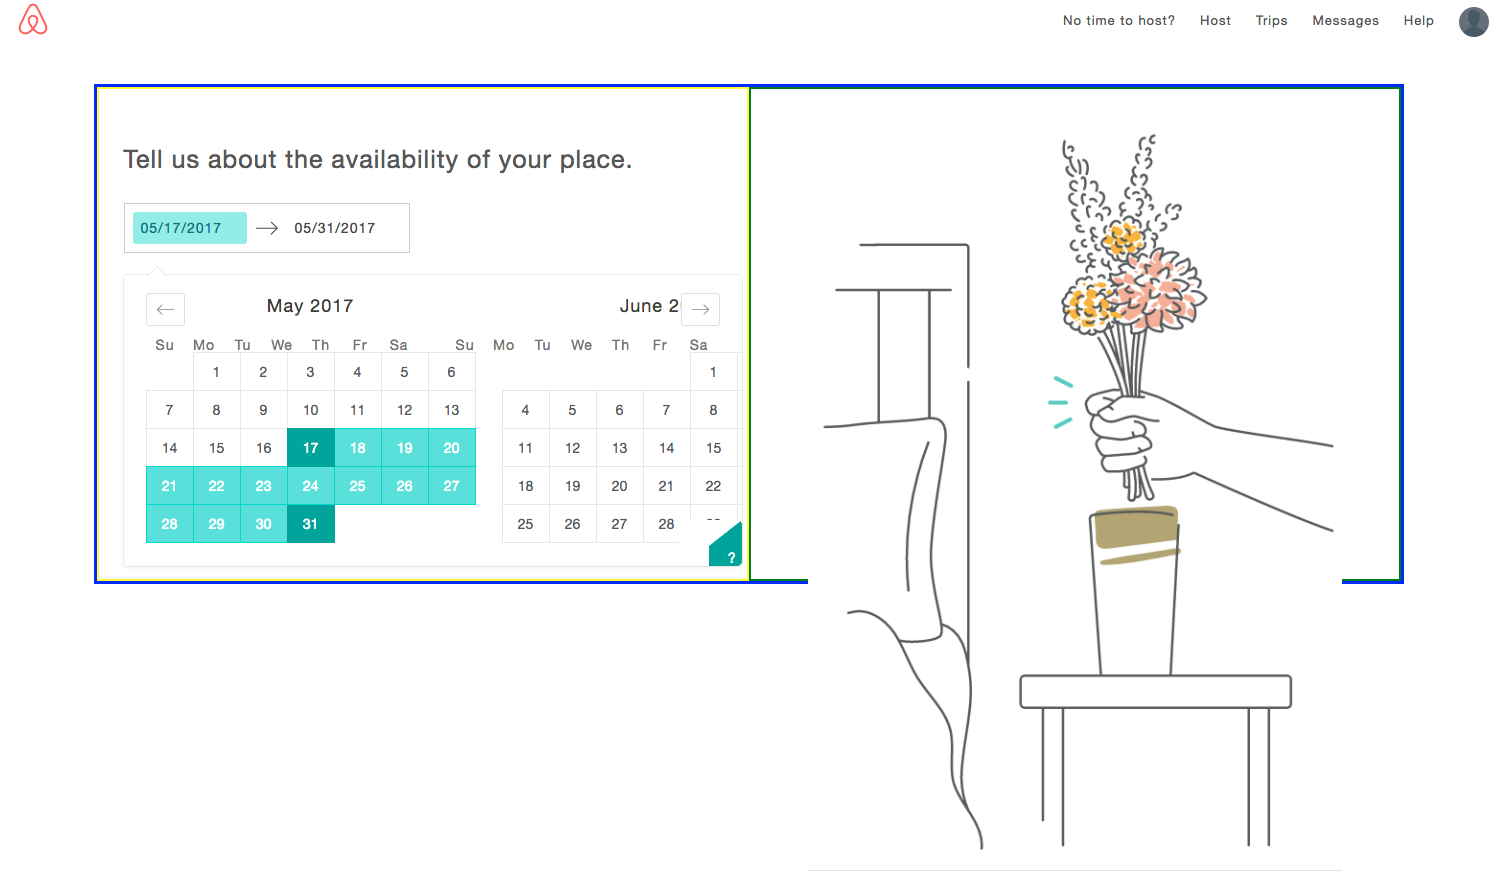 No time to host? Host Trips Messages Help
Tell us about the availability of your place.
05/17/2017 → 05/31/2017
← May 2017 June 2 →
Su Mo Tu We Th Fr Sa Su Mo Tu We Th Fr Sa
1 2 3 4 5 6 1
7 8 9 10 11 12 13 4 5 6 7 8
14 15 16 17 18 19 20 11 12 13 14 15
21 22 23 24 25 26 27 18 19 20 21 22
28 29 30 31 25 26 27 28
?